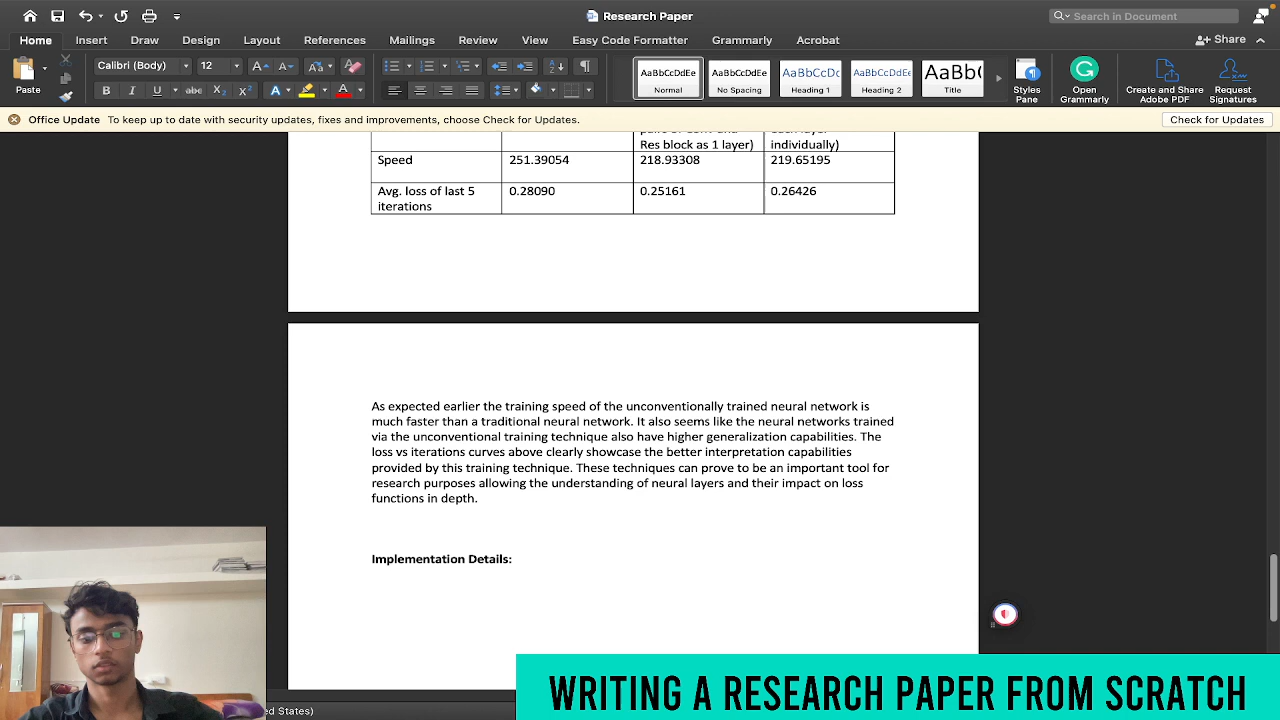 Research Paper
Search in Document
Home Insert Draw Design Layout References Mailings Review View Easy Code Formatter Grammarly Acrobat
Share
Paste
Calibri (Body) 12
AaBbCcDdEe AaBbCcDdEe AaBbCcDc AaBbCcDdEe AaBb(
Normal No Spacing Heading 1 Heading 2 Title
Styles Pane
Open Grammarly
Create and Share Adobe PDF
Request Signatures
Office Update To keep up to date with security updates, fixes and improvements, choose Check for Updates.
Check for Updates
Res block as 1 layer) individually)
Speed 251.39054 218.93308 219.65195
Avg. loss of last 5 0.28090 0.25161 0.26426
iterations
As expected earlier the training speed of the unconventionally trained neural network is
much faster than a traditional neural network. It also seems like the neural networks trained
via the unconventional training technique also have higher generalization capabilities. The
loss vs iterations curves above clearly showcase the better interpretation capabilities
provided by this training technique. These techniques can prove to be an important tool for
research purposes allowing the understanding of neural layers and their impact on loss
functions in depth.
Implementation Details:
WRITING A RESEARCH PAPER FROM SCRATCH
d States)